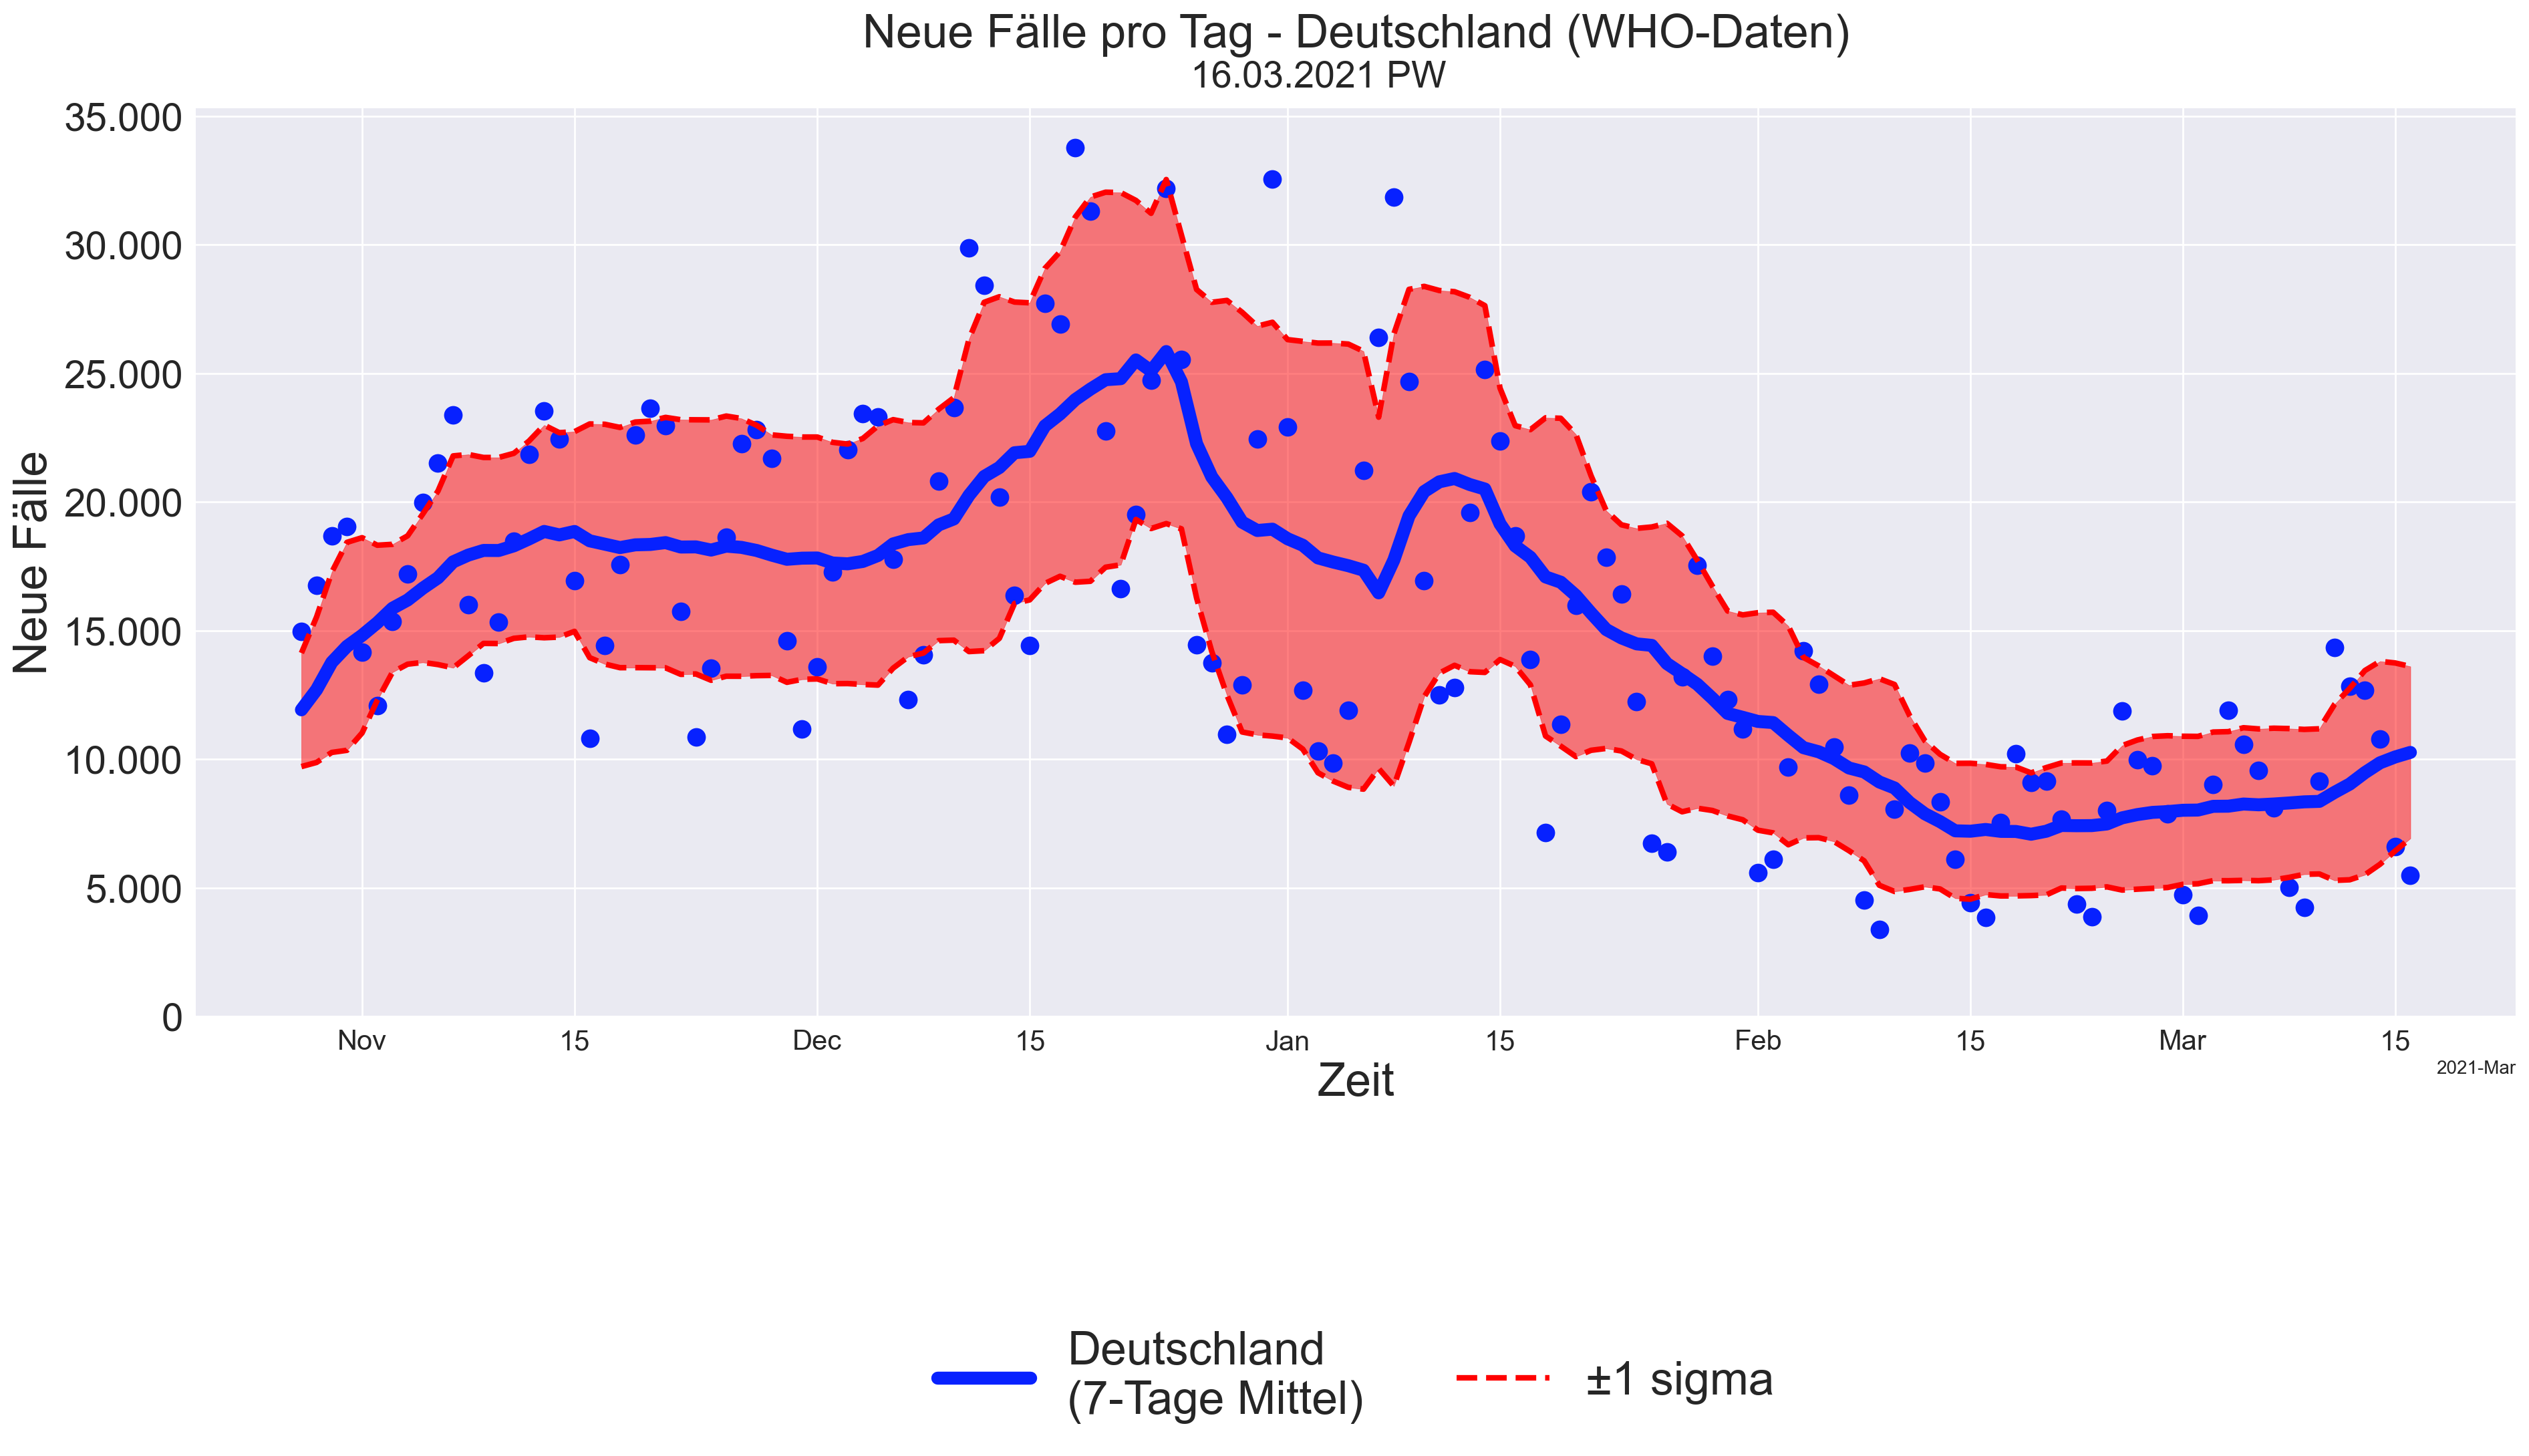 Neue Fälle pro Tag - Deutschland (WHO-Daten)
16.03.2021 PW
35.000
30.000
25.000
20.000
15.000
10.000
5.000
0
Neue Fälle
Nov 15 Dec 15 Jan 15 Feb 15 Mar 15
2021-Mar
Zeit
Deutschland
(7-Tage Mittel)
±1 sigma